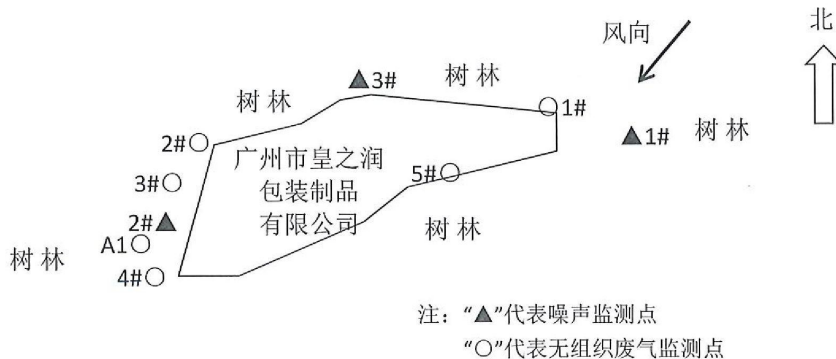 北
风向
▲3#
树 林
树 林
○1#
▲1#
树 林
2#○
广州市皇之润
包装制品
有限公司
5#○
3#○
2#▲
A1○
树 林
树 林
4#○
注：“▲”代表噪声监测点
“○”代表无组织废气监测点